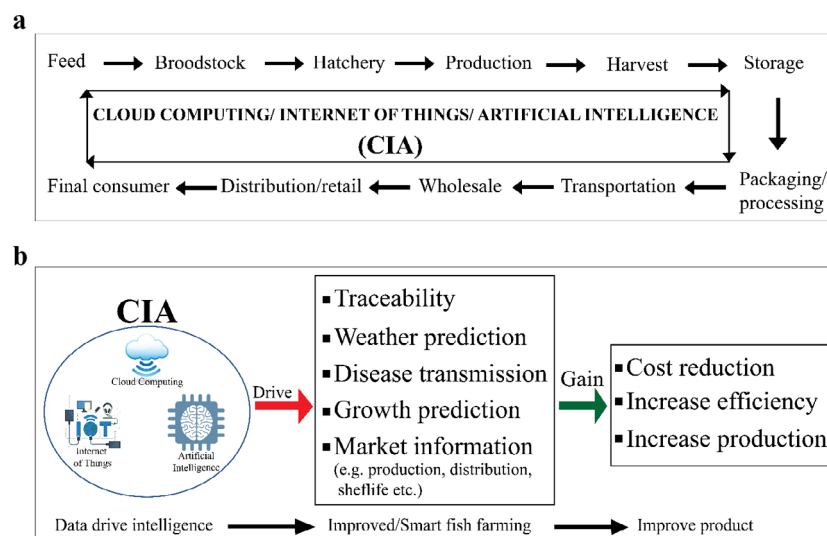 a
Feed Broodstock Hatchery Production Harvest Storage
CLOUD COMPUTING/ INTERNET OF THINGS/ ARTIFICIAL INTELLIGENCE
(CIA)
Final consumer Distribution/retail Wholesale Transportation Packaging/
processing
b
CIA
Cloud Computing
IOT
Internet
of Things
Artificial
Intelligence
Drive
▪ Traceability
▪ Weather prediction
▪ Disease transmission
▪ Growth prediction
▪ Market information
(e.g. production, distribution,
sheflife etc.)
Gain
▪ Cost reduction
▪ Increase efficiency
▪ Increase production
Data drive intelligence Improved/Smart fish farming Improve product